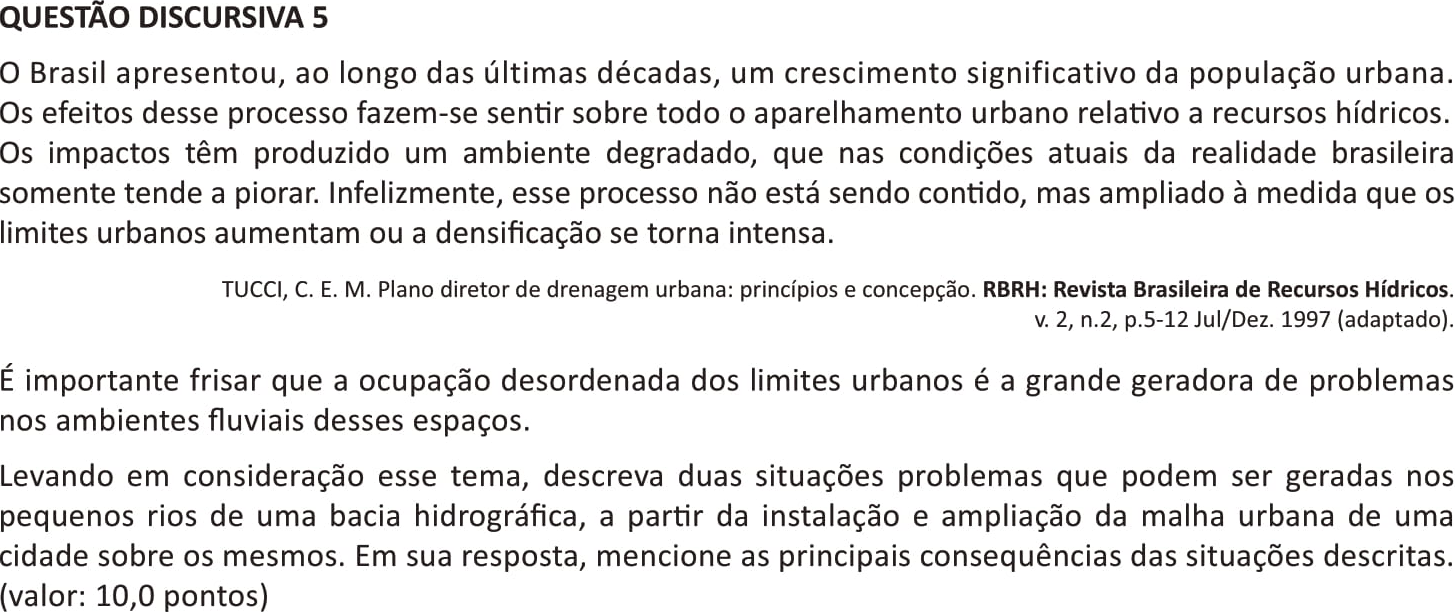 QUESTÃO DISCURSIVA 5
O Brasil apresentou, ao longo das últimas décadas, um crescimento significativo da população urbana.
Os efeitos desse processo fazem-se sentir sobre todo o aparelhamento urbano relativo a recursos hídricos.
Os impactos têm produzido um ambiente degradado, que nas condições atuais da realidade brasileira
somente tende a piorar. Infelizmente, esse processo não está sendo contido, mas ampliado à medida que os
limites urbanos aumentam ou a densificação se torna intensa.
TUCCI, C. E. M. Plano diretor de drenagem urbana: princípios e concepção. RBRH: Revista Brasileira de Recursos Hídricos.
v. 2, n.2, p.5-12 Jul/Dez. 1997 (adaptado).
É importante frisar que a ocupação desordenada dos limites urbanos é a grande geradora de problemas
nos ambientes fluviais desses espaços.
Levando em consideração esse tema, descreva duas situações problemas que podem ser geradas nos
pequenos rios de uma bacia hidrográfica, a partir da instalação e ampliação da malha urbana de uma
cidade sobre os mesmos. Em sua resposta, mencione as principais consequências das situações descritas.
(valor: 10,0 pontos)